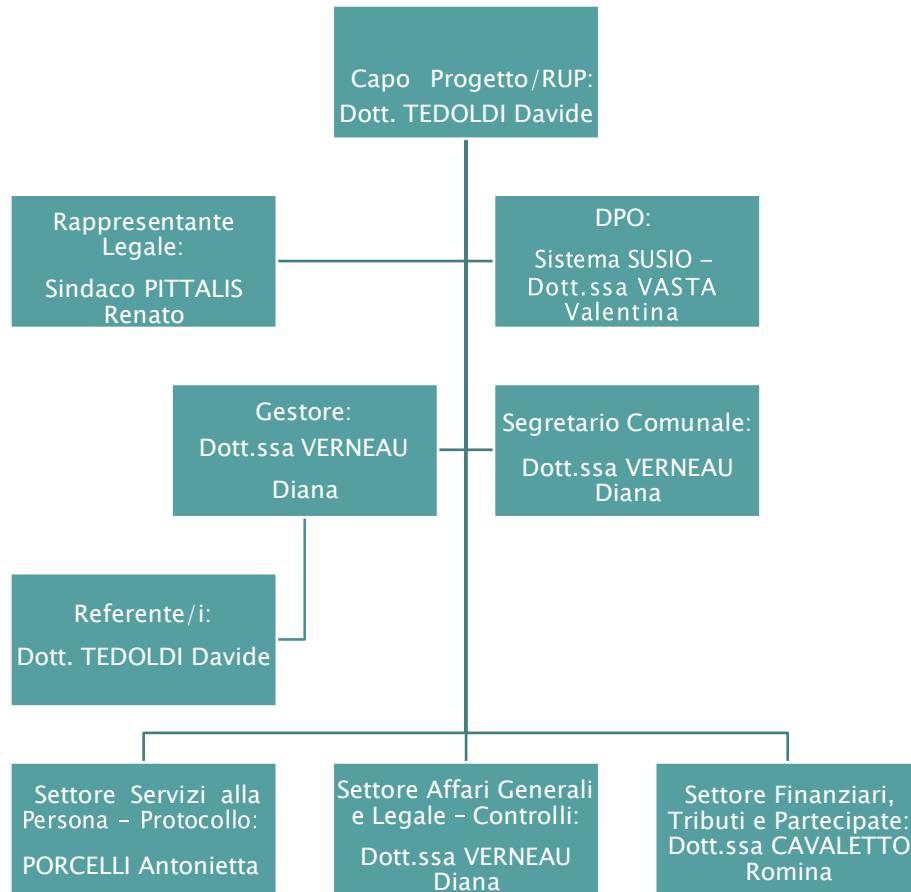 Capo Progetto/RUP:
Dott. TEDOLDI Davide
Rappresentante
Legale:
Sindaco PITTALIS
Renato
DPO:
Sistema SUSIO –
Dott.ssa VASTA
Valentina
Gestore:
Dott.ssa VERNEAU
Diana
Segretario Comunale:
Dott.ssa VERNEAU
Diana
Referente/i:
Dott. TEDOLDI Davide
Settore Servizi alla
Persona – Protocollo:
PORCELLI Antonietta
Settore Affari Generali
e Legale – Controlli:
Dott.ssa VERNEAU
Diana
Settore Finanziari,
Tributi e Partecipate:
Dott.ssa CAVALETTO
Romina